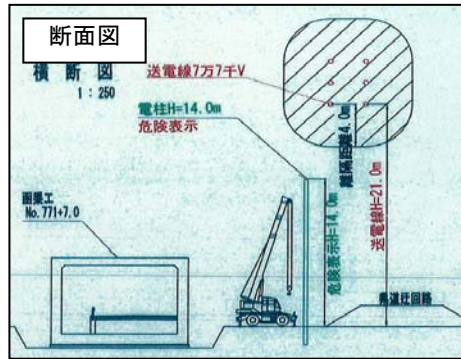 断面図
横断図
1:250
送電線7万7千V
電柱H=14.0m
危険表示
函渠工
No.771+7.0
離隔距離4.0m
危険表示H=14.0m
送電線H=21.0m
県道迂回路